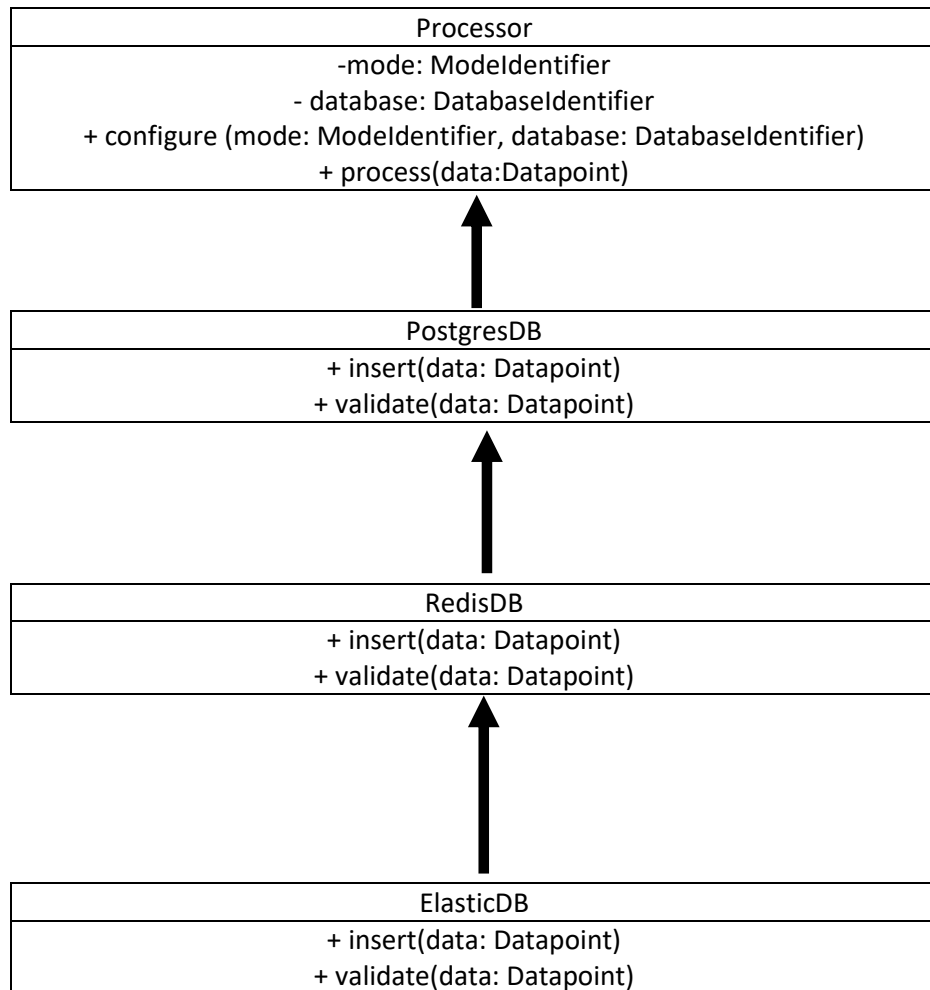 Processor
-mode: ModeIdentifier
- database: DatabaseIdentifier
+ configure (mode: ModeIdentifier, database: DatabaseIdentifier)
+ process(data:Datapoint)
PostgresDB
+ insert(data: Datapoint)
+ validate(data: Datapoint)
RedisDB
+ insert(data: Datapoint)
+ validate(data: Datapoint)
ElasticDB
+ insert(data: Datapoint)
+ validate(data: Datapoint)